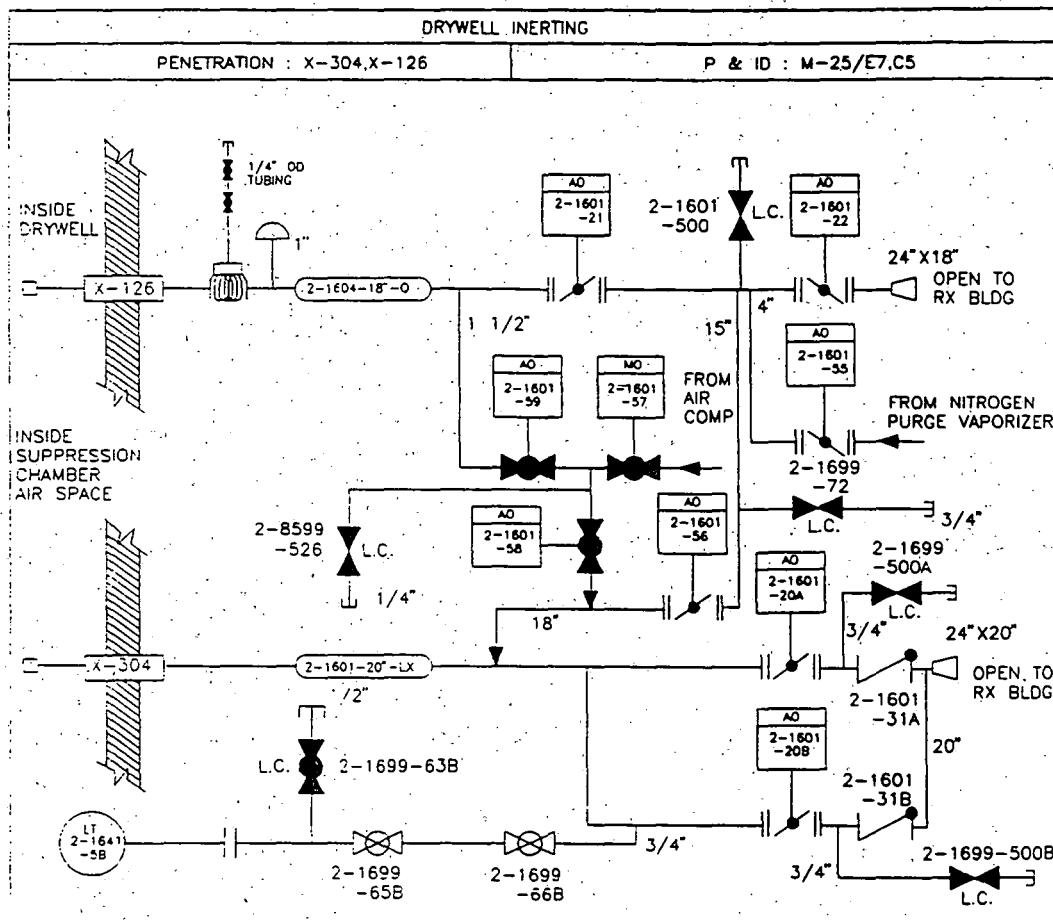 DRYWELL INERTING
PENETRATION : X-304,X-126
P & ID : M-25/E7,C5
1/4" OD
TUBING
INSIDE
DRYWELL
1"
X-126
2-1604-18"-O
AO
2-1601
-21
2-1601
-500
L.C.
AO
2-1601
-22
24"X18"
OPEN TO
RX BLDG
1 1/2"
15"
4"
AO
2-1601
-59
MO
2-1601
-57
FROM
AIR
COMP
AO
2-1601
-55
FROM NITROGEN
PURGE VAPORIZER
INSIDE
SUPPRESSION
CHAMBER
AIR SPACE
2-1699
-72
L.C.
3/4"
2-8599
-526
L.C.
1/4"
AO
2-1601
-58
AO
2-1601
-56
AO
2-1601
-20A
2-1699
-500A
L.C.
3/4"
24"X20"
18"
X-304
2-1601-20"-LX
OPEN TO
RX BLDG
2-1601
-31A
1/2"
L.C.
2-1699-63B
AO
2-1601
-20B
20"
2-1601
-31B
LT
2-1641
-5B
2-1699
-65B
2-1699
-66B
3/4"
3/4"
2-1699-500B
L.C.